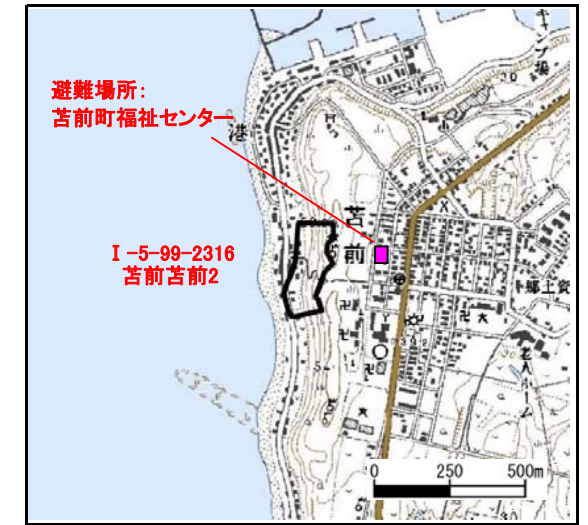 避難場所:
苫前町福祉センター
港
キャンプ場
30
苫前
I-5-99-2316
苫前苫前2
郷土資
老人ホーム
0 250 500m
30